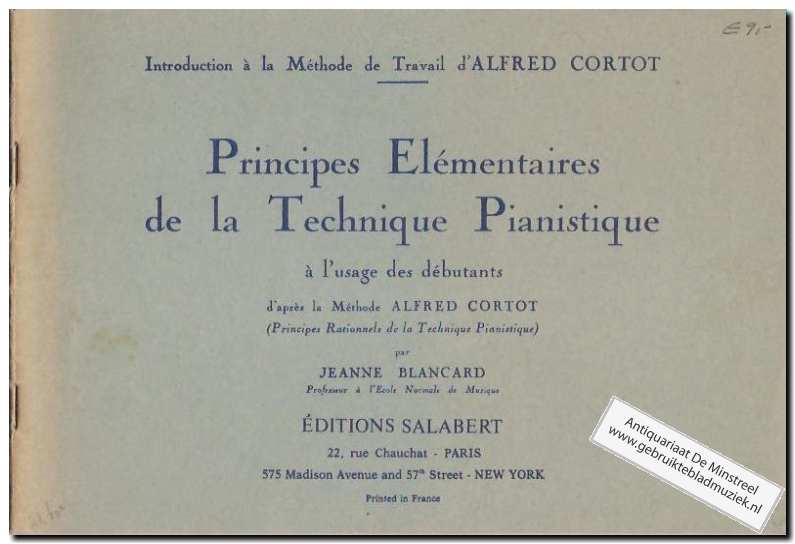 € 9,-
Introduction à la Méthode de Travail d'ALFRED CORTOT
Principes Elémentaires
de la Technique Pianistique
à l'usage des débutants
d'après la Méthode ALFRED CORTOT
(Principes Rationnels de la Technique Pianistique)
par
JEANNE BLANCARD
Professeur à l'Ecole Normale de Musique
ÉDITIONS SALABERT
22, rue Chauchat - PARIS
575 Madison Avenue and 57th Street - NEW YORK
Printed in France
Antiquariaat De Minstreel
www.gebruiktebladmuziek.nl